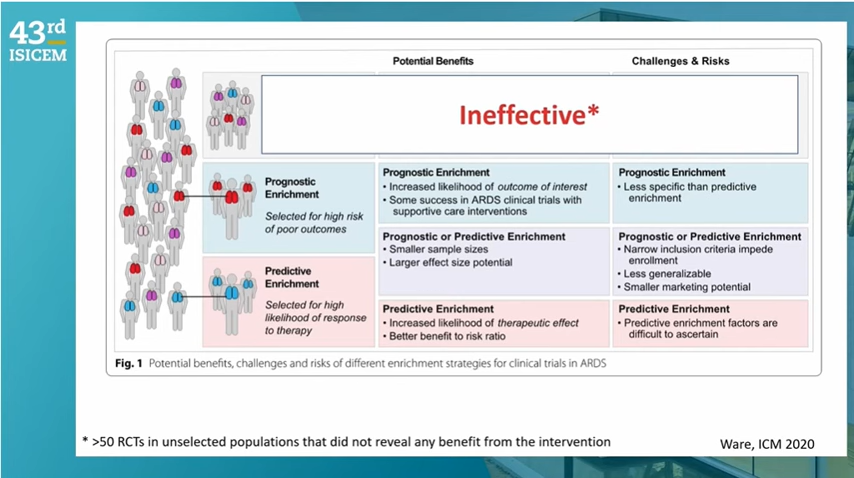 43rd
ISICEM
Potential Benefits
Challenges & Risks
Ineffective*
Prognostic
Enrichment
Selected for high risk
of poor outcomes
Prognostic Enrichment
• Increased likelihood of outcome of interest
• Some success in ARDS clinical trials with
supportive care interventions
Prognostic Enrichment
• Less specific than predictive
enrichment
Prognostic or Predictive Enrichment
• Smaller sample sizes
• Larger effect size potential
Prognostic or Predictive Enrichment
• Narrow inclusion criteria impede
enrollment
• Less generalizable
• Smaller marketing potential
Predictive
Enrichment
Selected for high
likelihood of response
to therapy
Predictive Enrichment
• Increased likelihood of therapeutic effect
• Better benefit to risk ratio
Predictive Enrichment
• Predictive enrichment factors are
difficult to ascertain
Fig. 1 Potential benefits, challenges and risks of different enrichment strategies for clinical trials in ARDS
* >50 RCTs in unselected populations that did not reveal any benefit from the intervention
Ware, ICM 2020